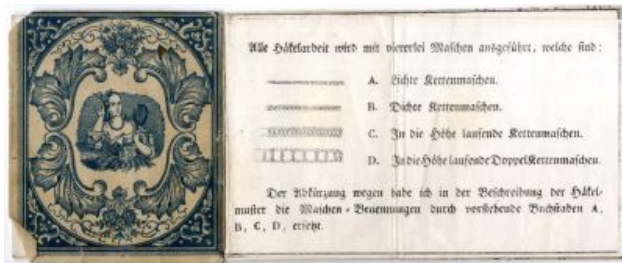 Alle Häkelarbeit wird mit viererlei Maschen ausgeführt, welche sind:
A. Lichte Kettenmaschen.
B. Dichte Kettenmaschen.
C. In die Höhe laufende Kettenmaschen.
D. In die Höhe laufende Doppelkettenmaschen.
Der Abkürzung wegen habe ich in der Beschreibung der Häkel-
muster die Maschen-Benennungen durch vorstehende Buchstaben A,
B, C, D, ersetzt.